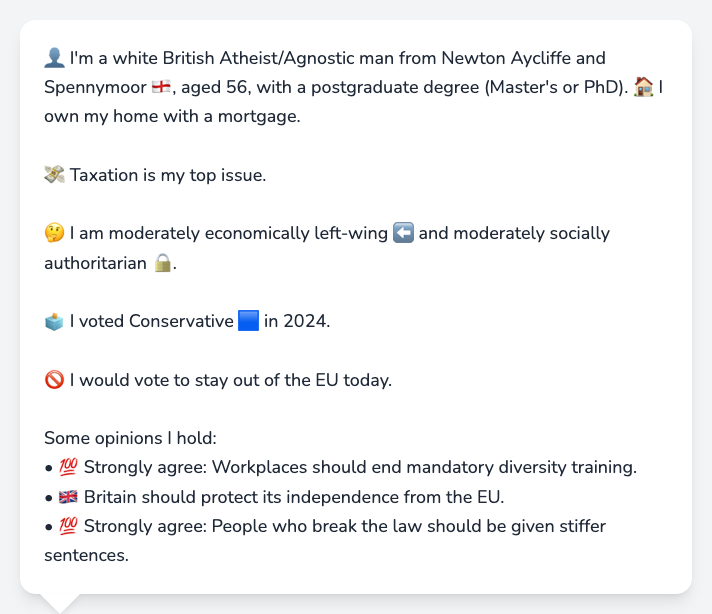 👤 I'm a white British Atheist/Agnostic man from Newton Aycliffe and
Spennymoor 🏴󠁧󠁢󠁥󠁮󠁧󠁿, aged 56, with a postgraduate degree (Master's or PhD). 🏠 I
own my home with a mortgage.
💸 Taxation is my top issue.
🤔 I am moderately economically left-wing ⬅️ and moderately socially
authoritarian 🔒.
🗳️ I voted Conservative 🟦 in 2024.
🚫 I would vote to stay out of the EU today.
Some opinions I hold:
• 💯 Strongly agree: Workplaces should end mandatory diversity training.
• 🇬🇧 Britain should protect its independence from the EU.
• 💯 Strongly agree: People who break the law should be given stiffer
sentences.